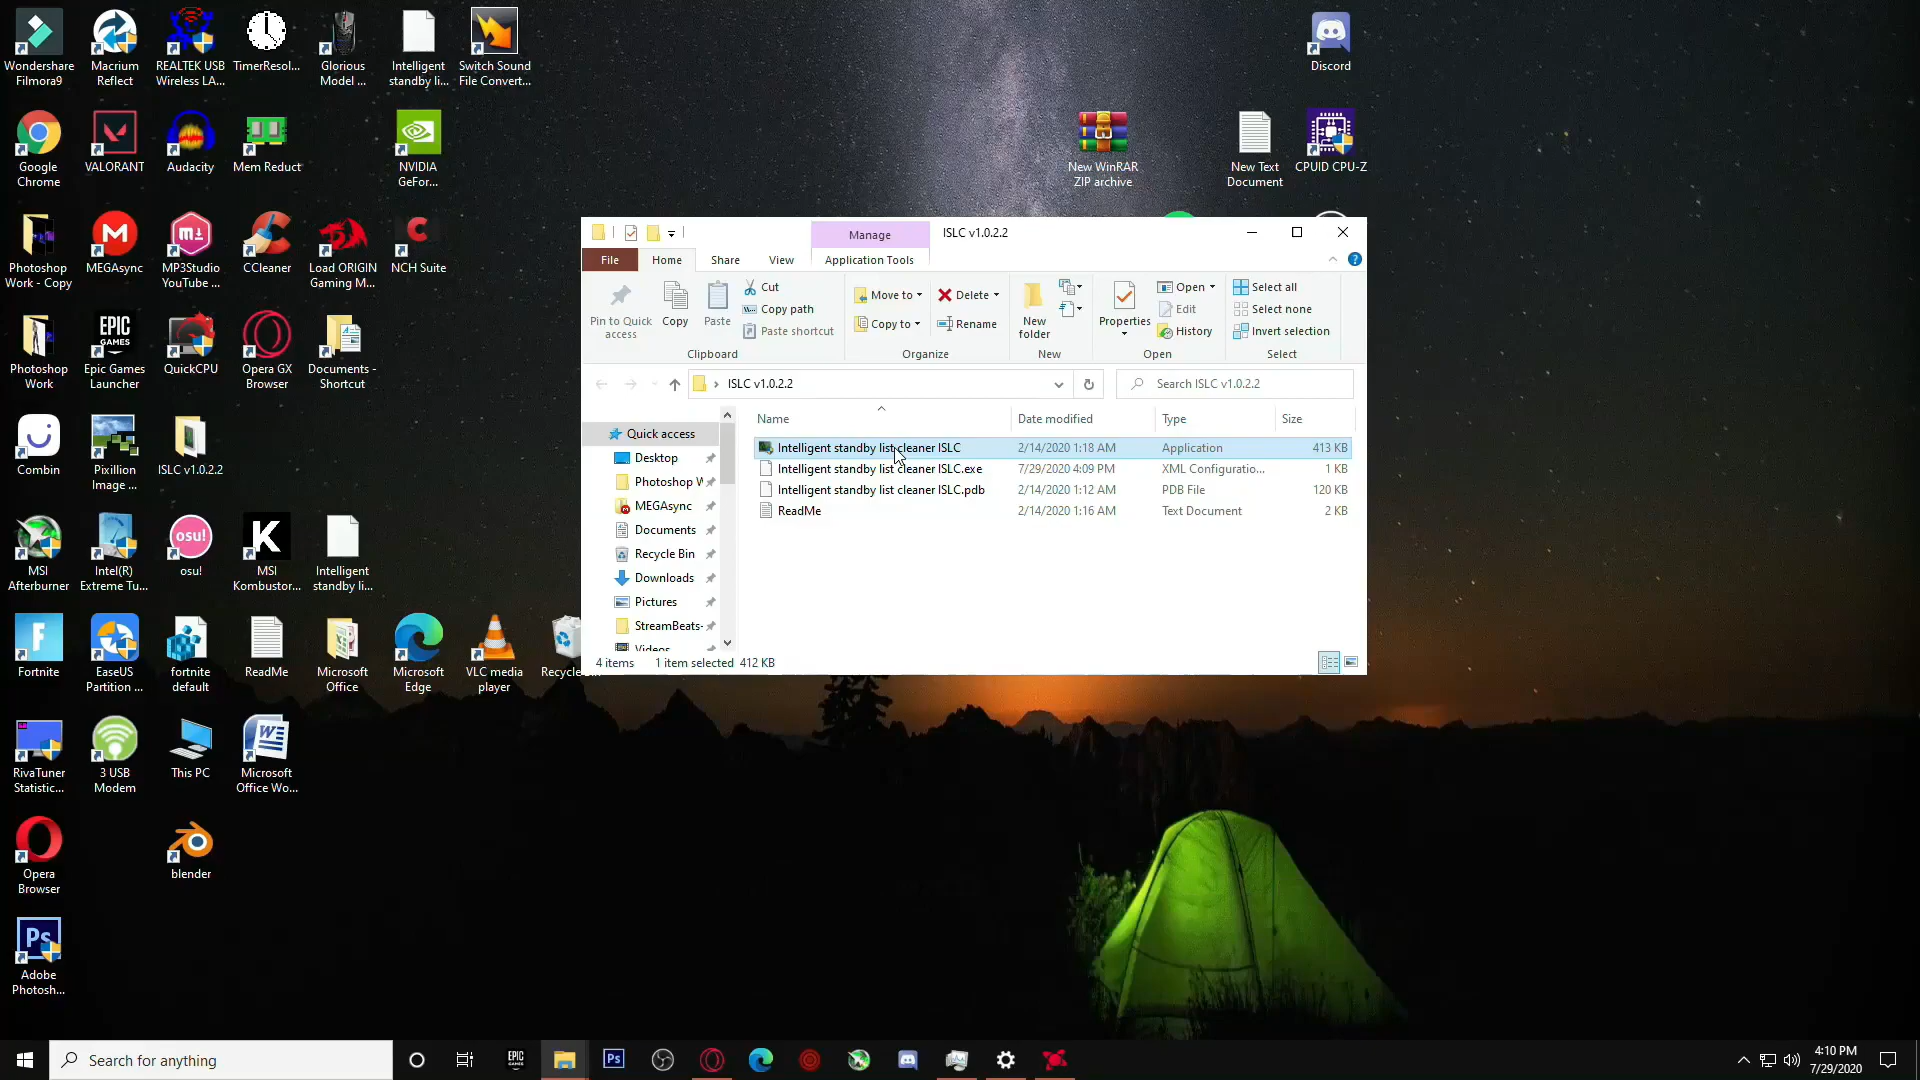 Wondershare
Filmora9
Macrium
Reflect
REALTEK USB
Wireless LA...
TimerResol...
Glorious
Model ...
Intelligent
standby li...
Switch Sound
File Convert...
Discord
Google
Chrome
VALORANT
Audacity
Mem Reduct
NVIDIA
GeFor...
New WinRAR
ZIP archive
New Text
Document
CPUID CPU-Z
Photoshop
Work - Copy
MEGAsync
MP3Studio
YouTube ...
CCleaner
Load ORIGIN
Gaming M...
NCH Suite
EPIC
GAMES
Photoshop
Work
Epic Games
Launcher
QuickCPU
Opera GX
Browser
Documents -
Shortcut
Combin
Pixillion
Image ...
ISLC v1.0.2.2
osu!
MSI
Afterburner
Intel(R)
Extreme Tu...
osu!
MSI
Kombustor...
Intelligent
standby li...
Fortnite
EaseUS
Partition ...
fortnite
default
ReadMe
Microsoft
Office
Microsoft
Edge
VLC media
player
RivaTuner
Statistic...
3 USB
Modem
This PC
Microsoft
Office Wo...
Opera
Browser
blender
Ps
Adobe
Photosh...
Manage
ISLC v1.0.2.2
File
Home
Share
View
Application Tools
Pin to Quick
access
Copy
Paste
Cut
Copy path
Paste shortcut
Clipboard
Move to
Copy to
Delete
Rename
Organize
New
folder
New
Properties
Open
Edit
History
Open
Select all
Select none
Invert selection
Select
ISLC v1.0.2.2
Search ISLC v1.0.2.2
Name
Date modified
Type
Size
Quick access
Desktop
Photoshop W
MEGAsync
Documents
Recycle Bin
Downloads
Pictures
StreamBeats-
Videos
Intelligent standby list cleaner ISLC 2/14/2020 1:18 AM Application 413 KB
Intelligent standby list cleaner ISLC.exe 7/29/2020 4:09 PM XML Configuratio... 1 KB
Intelligent standby list cleaner ISLC.pdb 2/14/2020 1:12 AM PDB File 120 KB
ReadMe 2/14/2020 1:16 AM Text Document 2 KB
4 items 1 item selected 412 KB
Search for anything
EPIC
GAMES
Ps
4:10 PM
7/29/2020